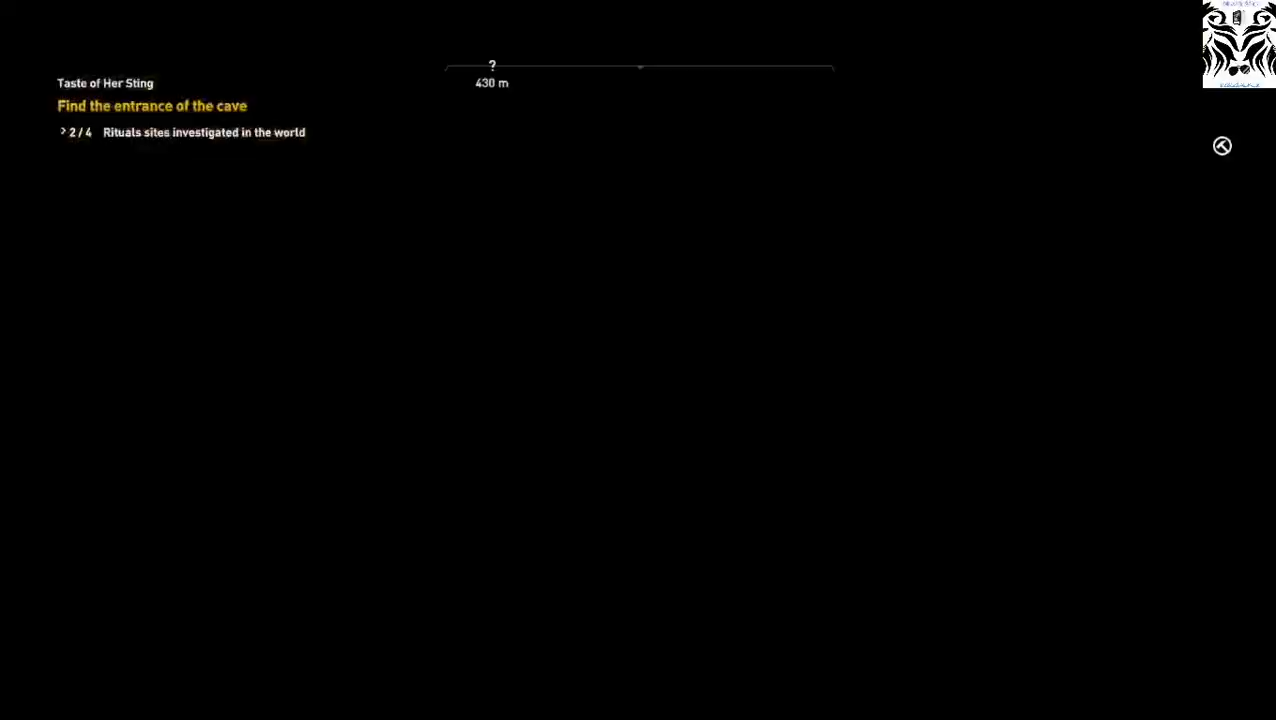 ?
Taste of Her Sting
430 m
Find the entrance of the cave
> 2 / 4 Rituals sites investigated in the world